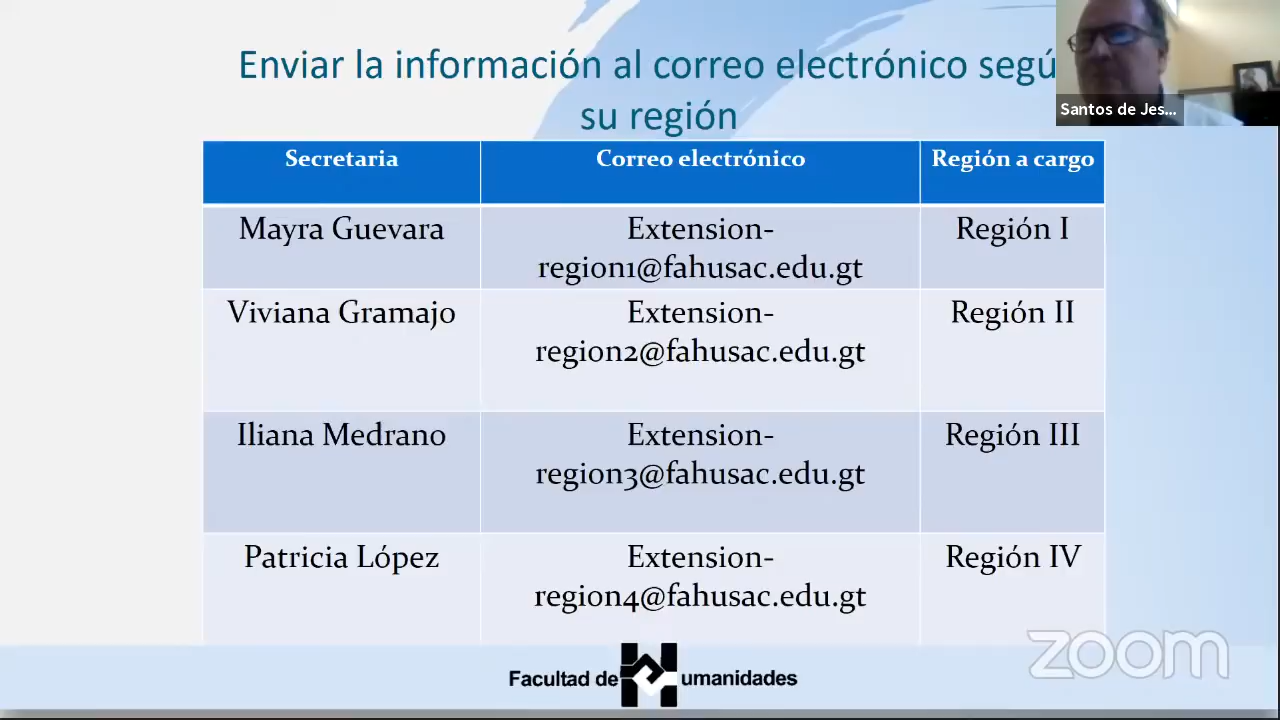 Enviar la información al correo electrónico segú
su región
Santos de Jes...
Secretaria Correo electrónico Región a cargo
Mayra Guevara Extension- Región I
region1@fahusac.edu.gt
Viviana Gramajo Extension- Región II
region2@fahusac.edu.gt
Iliana Medrano Extension- Región III
region3@fahusac.edu.gt
Patricia López Extension- Región IV
region4@fahusac.edu.gt
zoom
Facultad de Humanidades